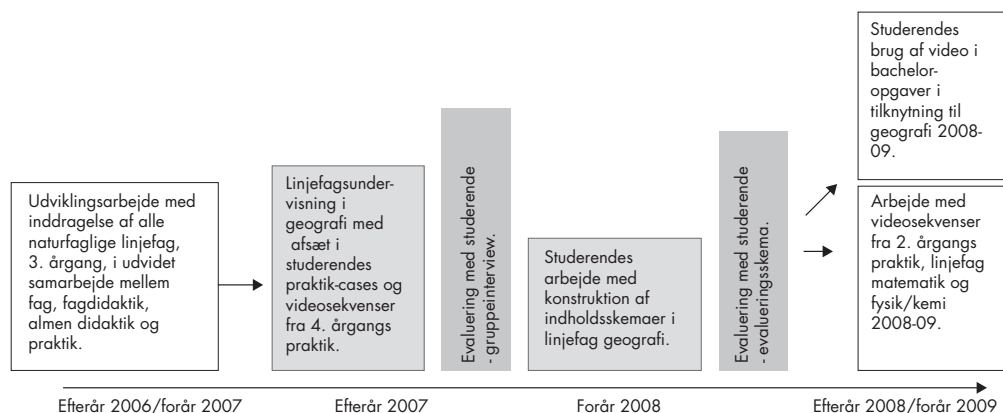 Udviklingsarbejde med
inddragelse af alle
naturfaglige linjefag,
3. årgang, i udvidet
samarbejde mellem
fag, fagdidaktik,
almen didaktik og
praktik.
Linjefagsunder-
visning i
geografi med
afsæt i
studerendes
praktik-cases og
videosekvenser
fra 4. årgangs
praktik.
Evaluering med studerende
- gruppeinterview.
Studerendes
arbejde med
konstruktion af
indholdsskemaer i
linjefag geografi.
Evaluering med studerende
- evalueringsskema.
Studerendes
brug af video i
bachelor-
opgaver i
tilknytning til
geografi 2008-
09.
Arbejde med
videosekvenser
fra 2. årgangs
praktik, linjefag
matematik og
fysik/kemi
2008-09.
Efterår 2006/forår 2007
Efterår 2007
Forår 2008
Efterår 2008/forår 2009